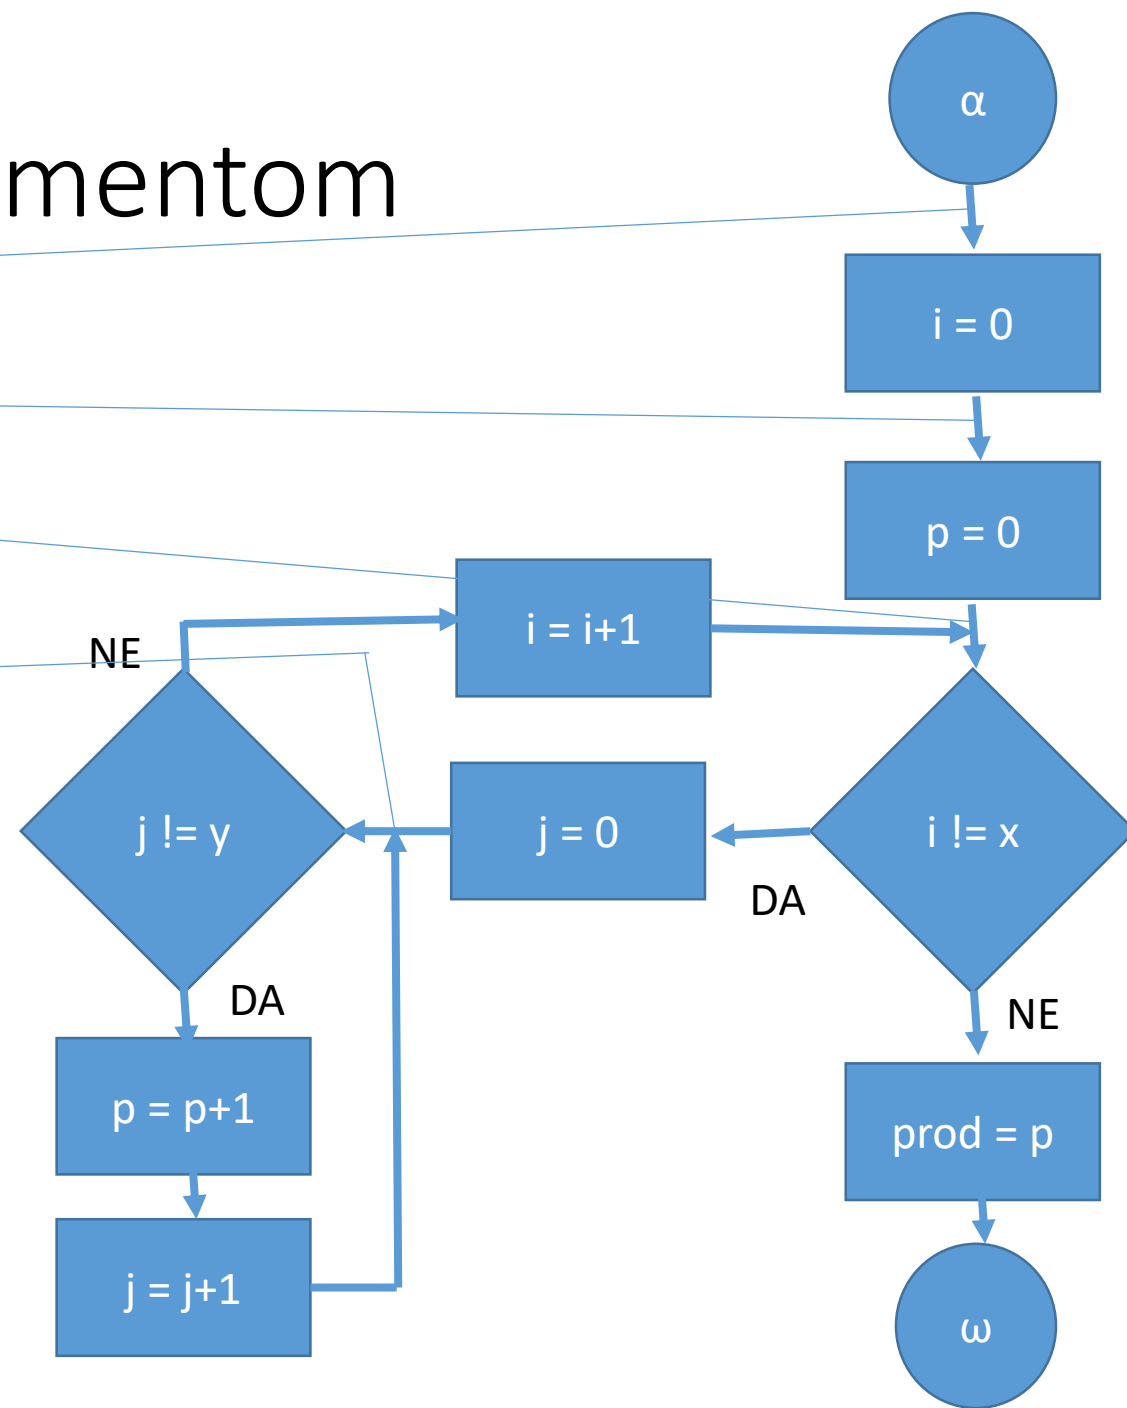 mentom
α
i = 0
p = 0
i = i+1
NE
j != y
j = 0
i != x
DA
DA
NE
p = p+1
prod = p
j = j+1
ω